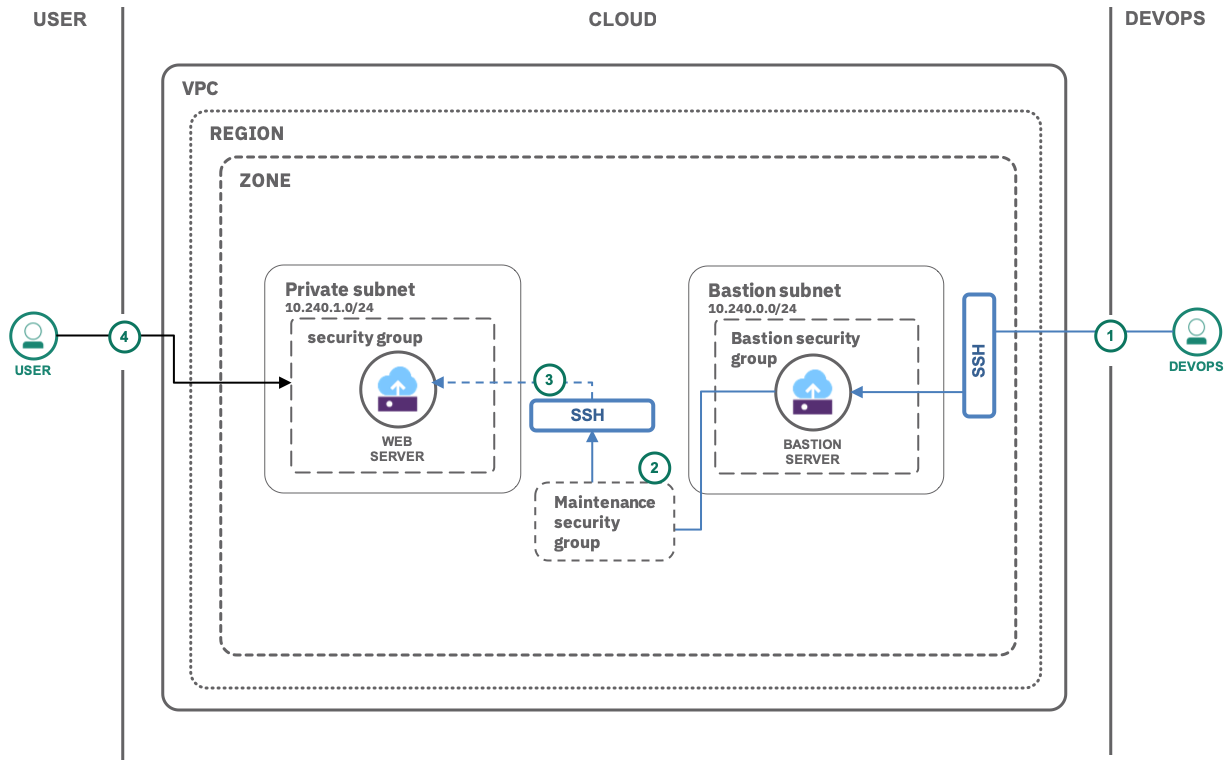 USER
CLOUD
DEVOPS
VPC
REGION
ZONE
Private subnet
10.240.1.0/24
security group
WEB
SERVER
Bastion subnet
10.240.0.0/24
Bastion security
group
BASTION
SERVER
SSH
SSH
Maintenance
security
group
1
2
3
4
USER
DEVOPS